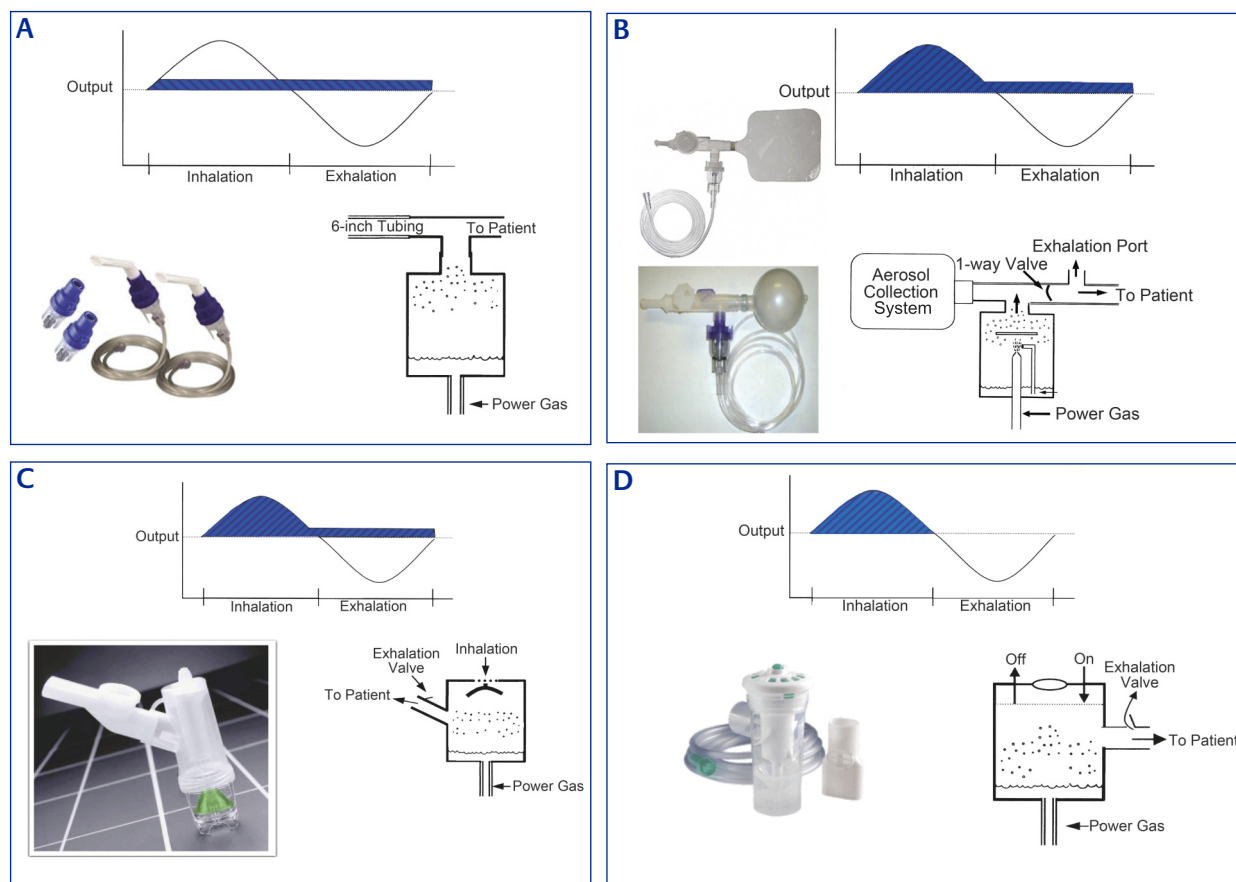 A
Output
Inhalation
Exhalation
6-inch Tubing
To Patient
Power Gas
B
Output
Inhalation
Exhalation
Exhalation Port
1-way Valve
Aerosol
Collection
System
To Patient
Power Gas
C
Output
Inhalation
Exhalation
Exhalation
Valve
Inhalation
To Patient
Power Gas
D
Output
Inhalation
Exhalation
Off
On
Exhalation
Valve
To Patient
Power Gas